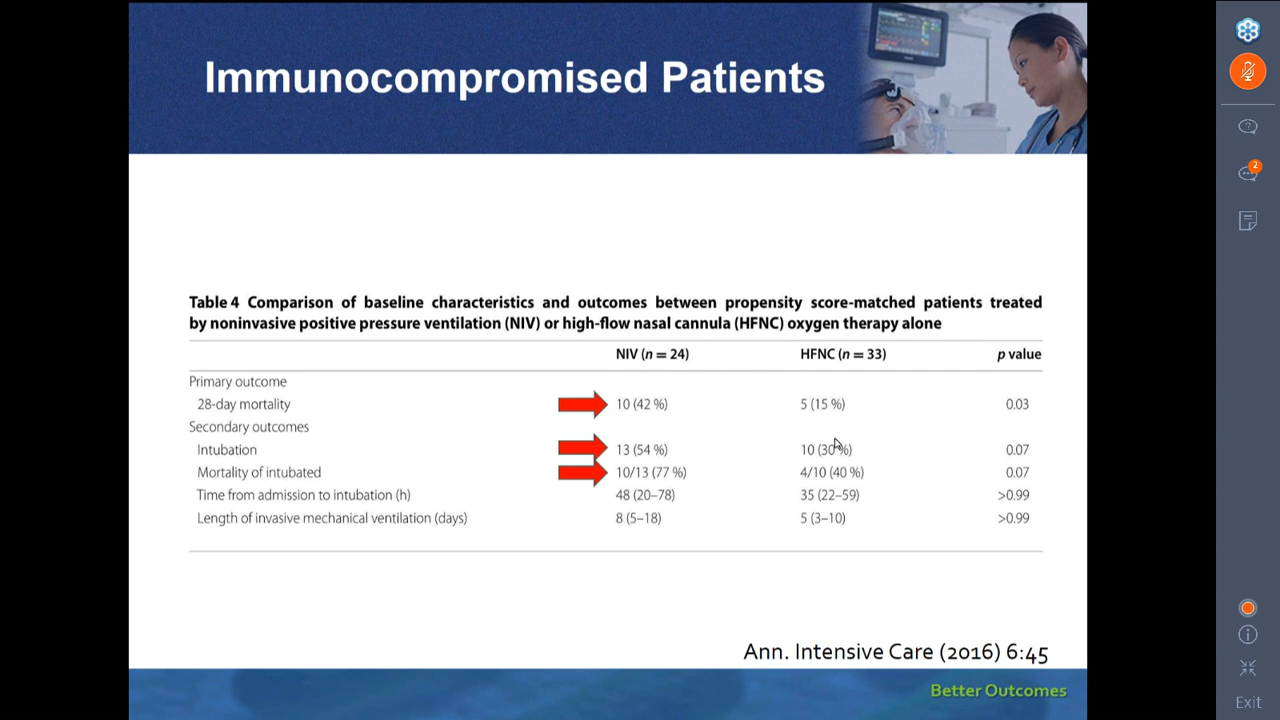 Immunocompromised Patients
2
Table 4 Comparison of baseline characteristics and outcomes between propensity score-matched patients treated
by noninvasive positive pressure ventilation (NIV) or high-flow nasal cannula (HFNC) oxygen therapy alone
NIV (n = 24) HFNC (n = 33) p value
Primary outcome
28-day mortality 10 (42 %) 5 (15 %) 0.03
Secondary outcomes
Intubation 13 (54 %) 10 (30 %) 0.07
Mortality of intubated 10/13 (77 %) 4/10 (40 %) 0.07
Time from admission to intubation (h) 48 (20–78) 35 (22–59) >0.99
Length of invasive mechanical ventilation (days) 8 (5–18) 5 (3–10) >0.99
Ann. Intensive Care (2016) 6:45
Better Outcomes
Exit